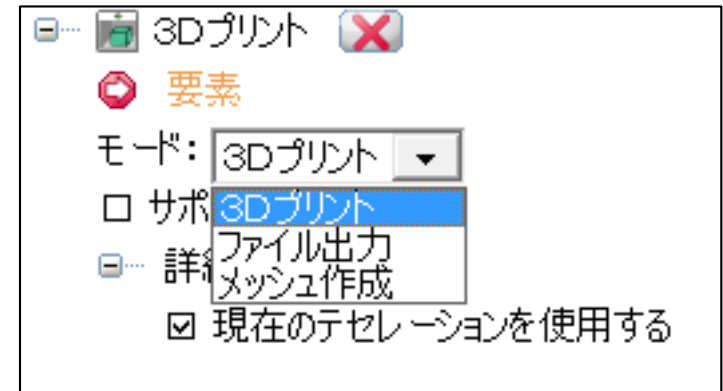 3Dプリント
要素
モード: 3Dプリント
サポ 3Dプリント
ファイル出力
詳
メッシュ作成
現在のテセレーションを使用する